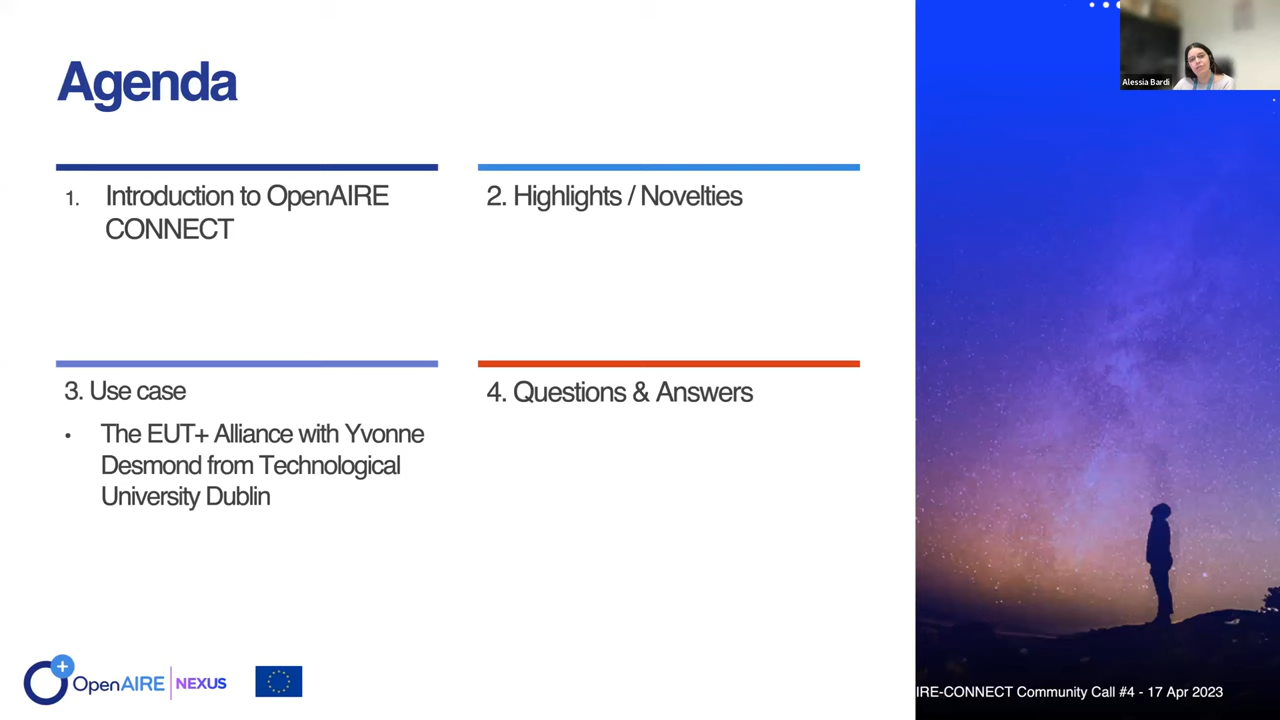 Agenda
Alessia Bardi
1. Introduction to OpenAIRE
CONNECT
2. Highlights / Novelties
3. Use case
• The EUT+ Alliance with Yvonne
Desmond from Technological
University Dublin
4. Questions & Answers
OpenAIRE | NEXUS
IRE-CONNECT Community Call #4 - 17 Apr 2023